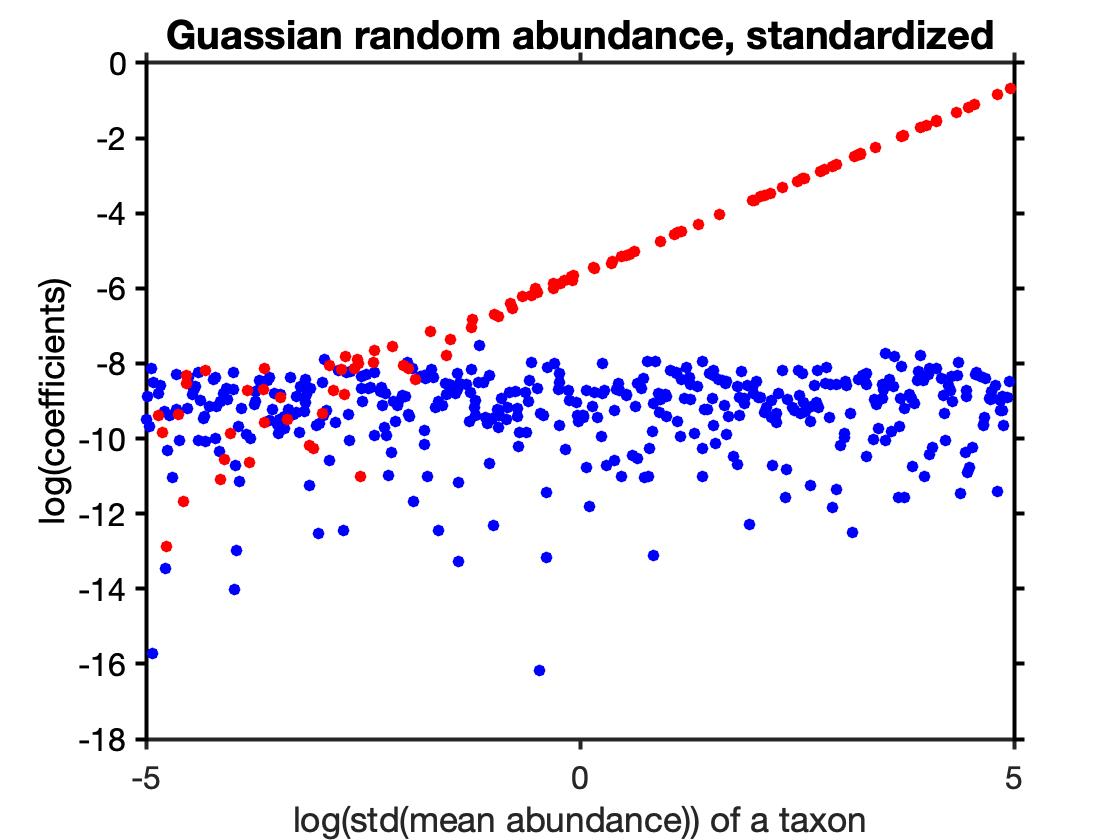 Guassian random abundance, standardized
0
-2
-4
-6
-8
-10
-12
-14
-16
-18
log(coefficients)
-5 0 5
log(std(mean abundance)) of a taxon